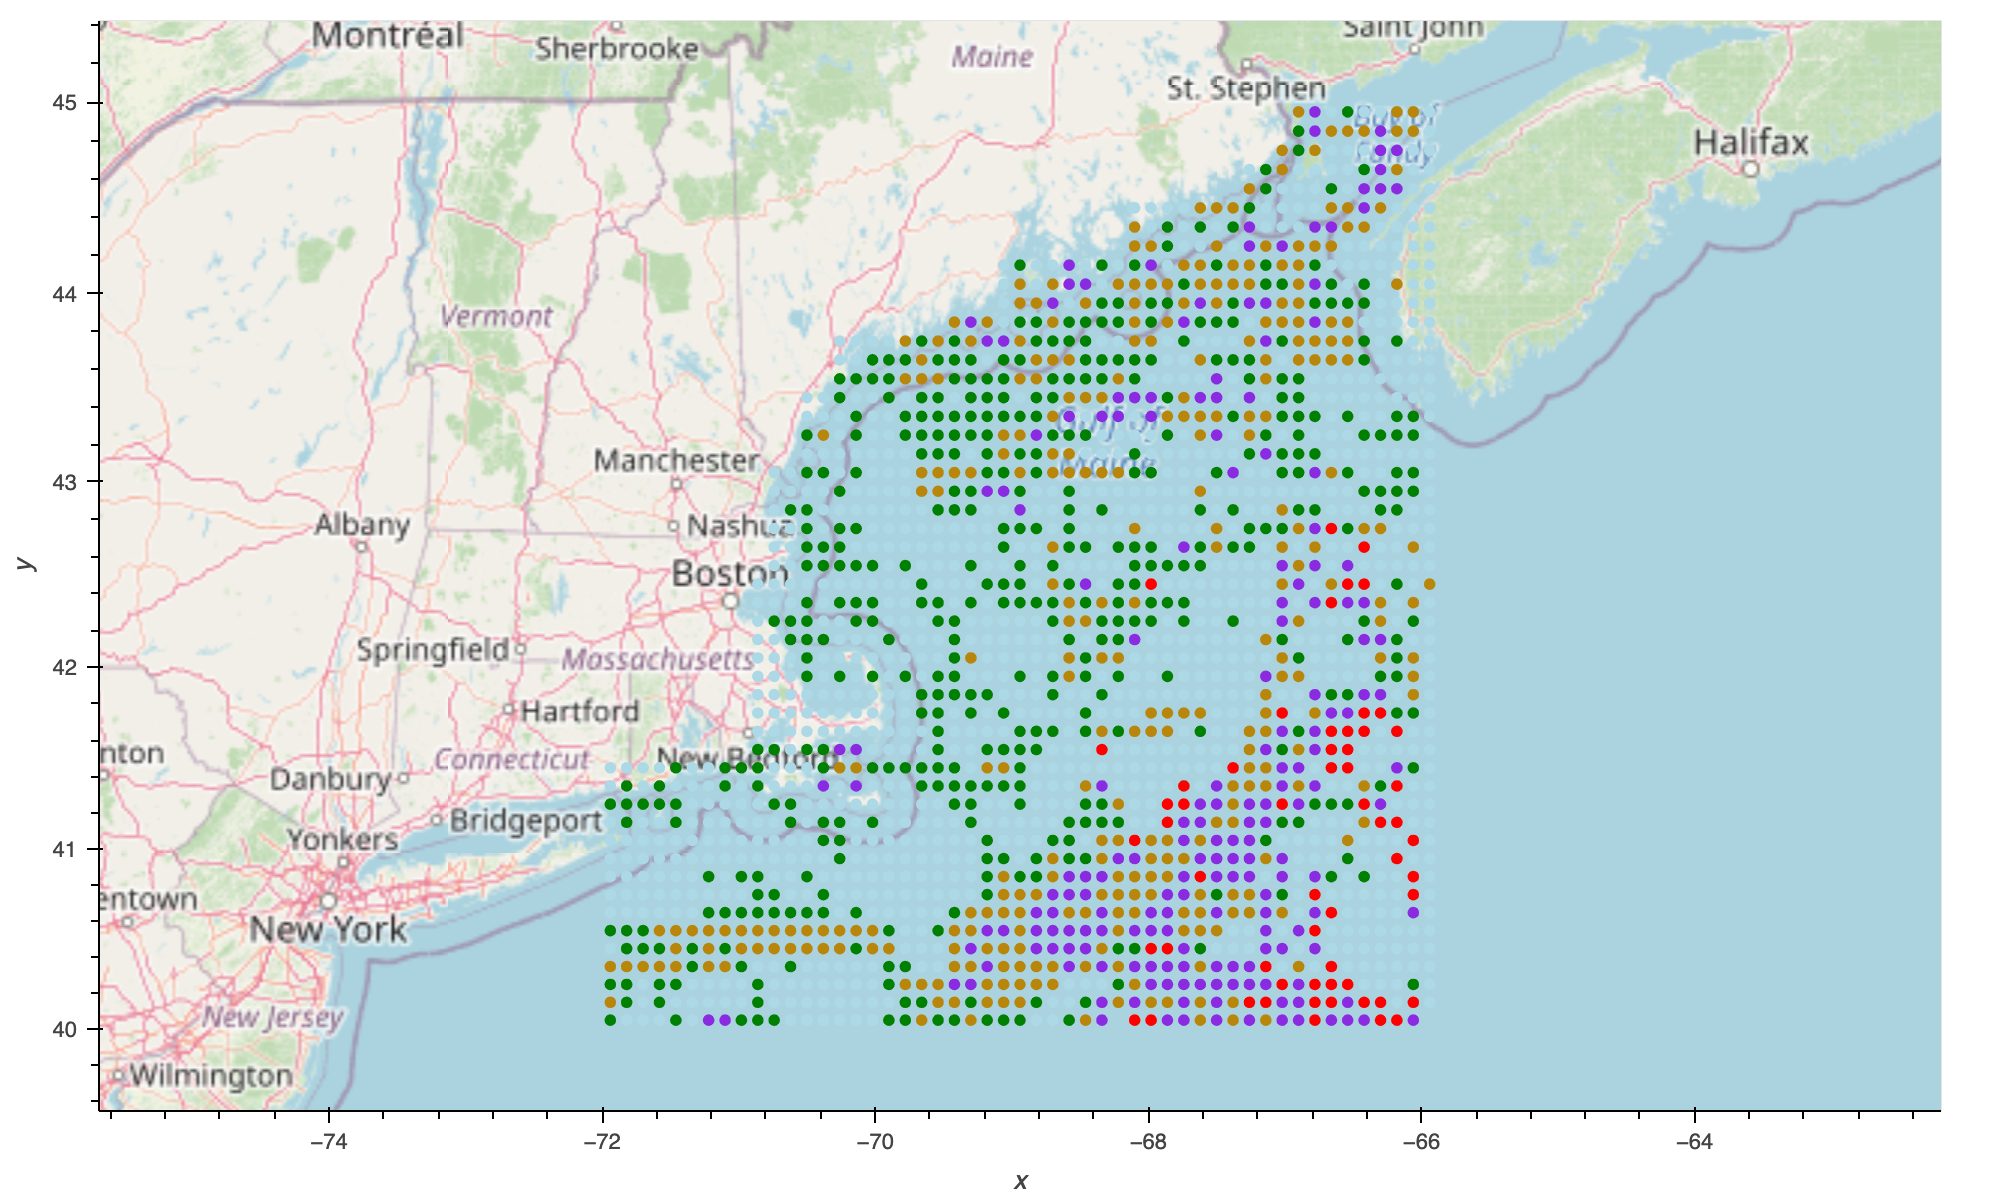 Montréal
Sherbrooke
Maine
Saint John
St. Stephen
45
Bay of
Fundy
Halifax
44
Vermont
Gulf of
Maine
Manchester
43
Albany
Nashua
y
Boston
Springfield
42
Massachusetts
Hartford
nton
Connecticut
New Bedford
Danbury
Bridgeport
Yonkers
41
entown
New York
40
New Jersey
Wilmington
−74
−72
−70
−68
−66
−64
x